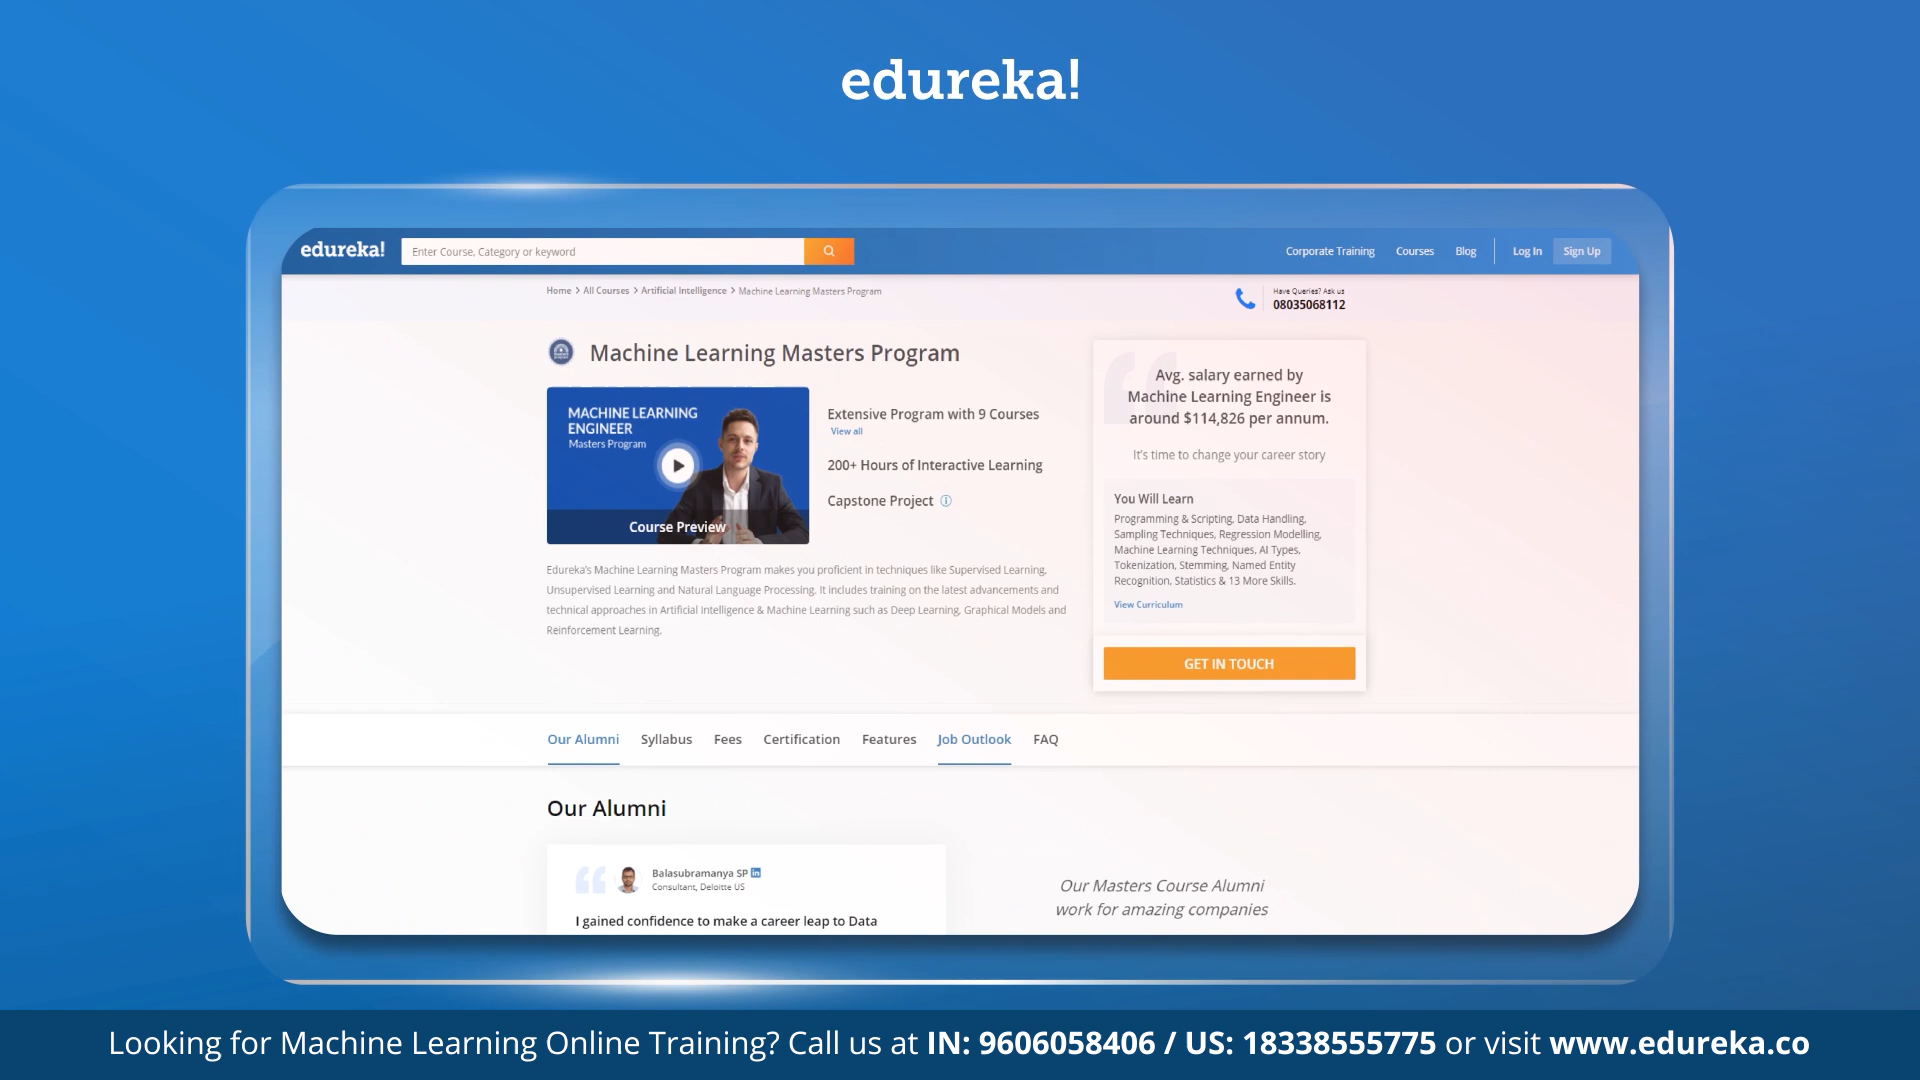 edureka!
edureka!
Enter Course, Category or keyword
Corporate Training
Courses
Blog
Log In
Sign Up
Home > All Courses > Artificial Intelligence > Machine Learning Masters Program
Have Queries? Ask us
08035068112
Machine Learning Masters Program
MACHINE LEARNING
ENGINEER
Masters Program
Course Preview
Extensive Program with 9 Courses
View all
200+ Hours of Interactive Learning
Capstone Project
Edureka's Machine Learning Masters Program makes you proficient in techniques like Supervised Learning,
Unsupervised Learning and Natural Language Processing. It includes training on the latest advancements and
technical approaches in Artificial Intelligence & Machine Learning such as Deep Learning, Graphical Models and
Reinforcement Learning.
Avg. salary earned by
Machine Learning Engineer is
around $114,826 per annum.
It's time to change your career story
You Will Learn
Programming & Scripting, Data Handling,
Sampling Techniques, Regression Modelling,
Machine Learning Techniques, AI Types,
Tokenization, Stemming, Named Entity
Recognition, Statistics & 13 More Skills.
View Curriculum
GET IN TOUCH
Our Alumni
Syllabus
Fees
Certification
Features
Job Outlook
FAQ
Our Alumni
Balasubramanya SP in
Consultant, Deloitte US
I gained confidence to make a career leap to Data
Our Masters Course Alumni
work for amazing companies
Looking for Machine Learning Online Training? Call us at IN: 9606058406 / US: 18338555775 or visit www.edureka.co